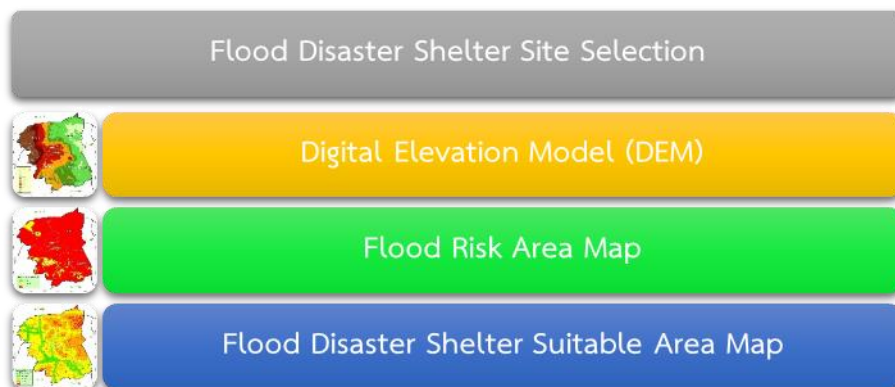 Flood Disaster Shelter Site Selection
Digital Elevation Model (DEM)
Flood Risk Area Map
Flood Disaster Shelter Suitable Area Map